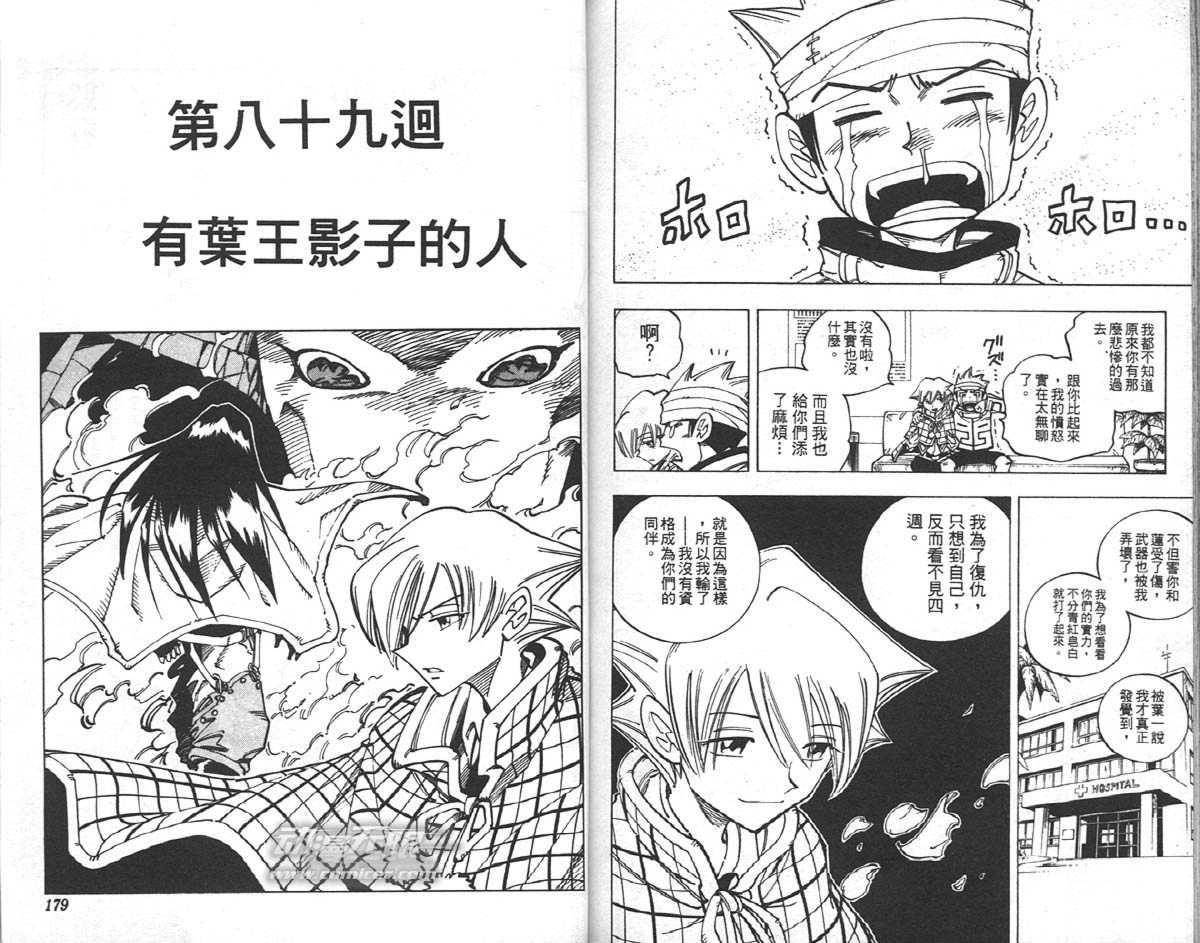 ホロ
ホロ…
我都不知道
原來你有那
麼悲慘的過
去。
跟你比起來
，我的憤怒
實在太無聊
了。
グズ
沒有啦，
其實也沒
什麼。
而且我也
給你們添
了麻煩…
啊？
不但害你和
蓮受了傷，
武器也被我
弄壞了，
我為了想看看
你們的實力，
不分青紅皂白
就打了起來。
被葉一說
我才真正
發覺到，
HOSPITAL
我為了復仇，
只想到自己，
反而看不見四
週。
就是因為這樣
，所以我輸了
——我沒有資
格成為你們的
同伴。
第八十九迴
有葉王影子的人
www.comicer.com
179